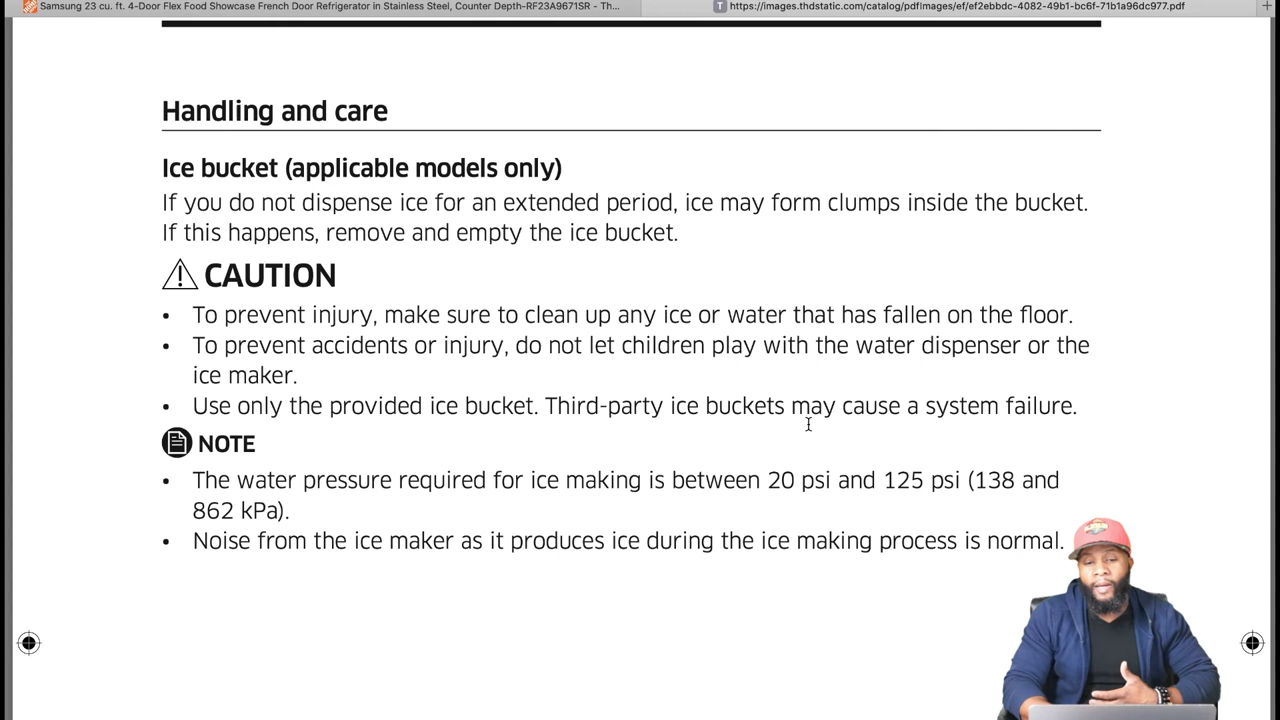 Samsung 23 cu. ft. 4-Door Flex Food Showcase French Door Refrigerator in Stainless Steel, Counter Depth-RF23A9671SR - Th...
T https://images.thdstatic.com/catalog/pdfImages/ef/ef2ebbdc-4082-49b1-bc6f-71b1a96dc977.pdf
Handling and care
Ice bucket (applicable models only)
If you do not dispense ice for an extended period, ice may form clumps inside the bucket.
If this happens, remove and empty the ice bucket.
CAUTION
• To prevent injury, make sure to clean up any ice or water that has fallen on the floor.
• To prevent accidents or injury, do not let children play with the water dispenser or the
ice maker.
• Use only the provided ice bucket. Third-party ice buckets may cause a system failure.
NOTE
• The water pressure required for ice making is between 20 psi and 125 psi (138 and
862 kPa).
• Noise from the ice maker as it produces ice during the ice making process is normal.